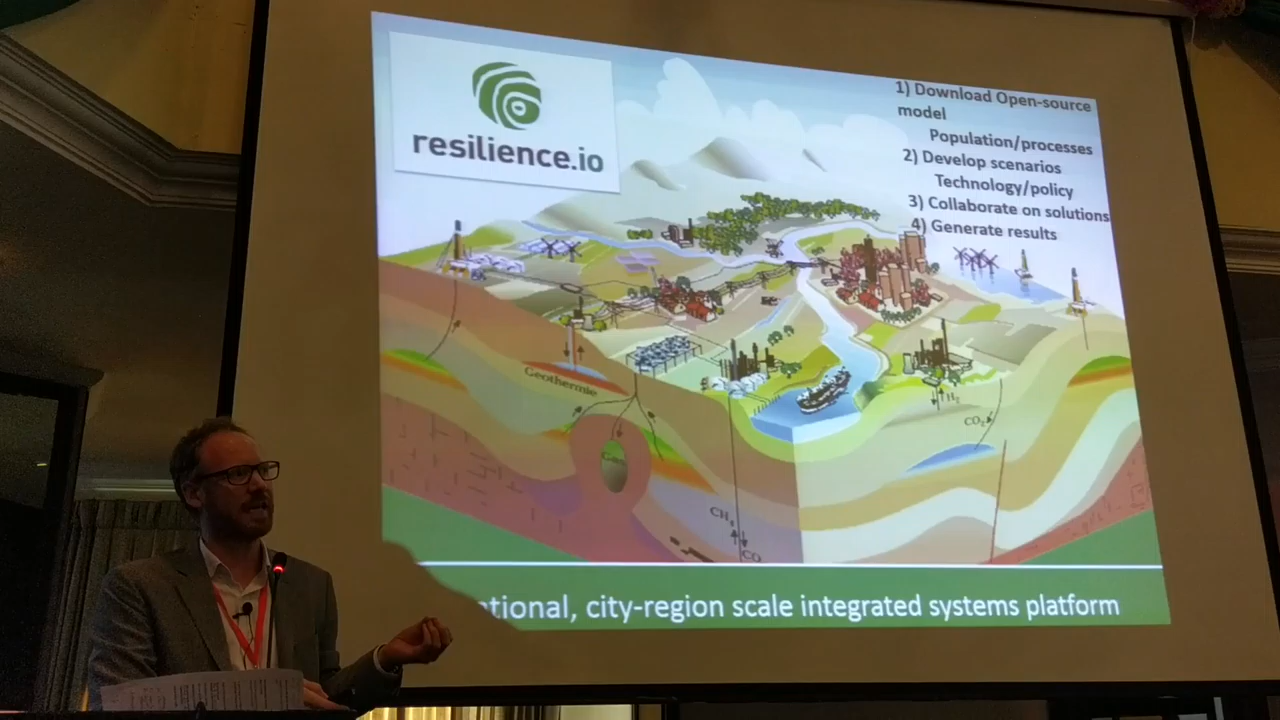 resilience.io
1) Download Open-source
model
Population/processes
2) Develop scenarios
Technology/policy
3) Collaborate on solutions
4) Generate results
Geothermie
H2
CO2
CH4
CO
city-region scale integrated systems platform